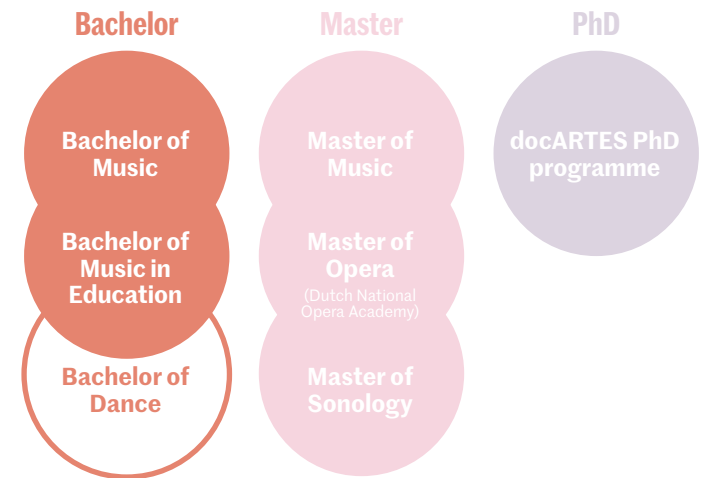 Bachelor
Bachelor of
Music
Bachelor of
Music in
Education
Bachelor of
Dance
Master
Master of
Music
Master of
Opera
(Dutch National
Opera Academy)
Master of
Sonology
PhD
docARTES PhD
programme